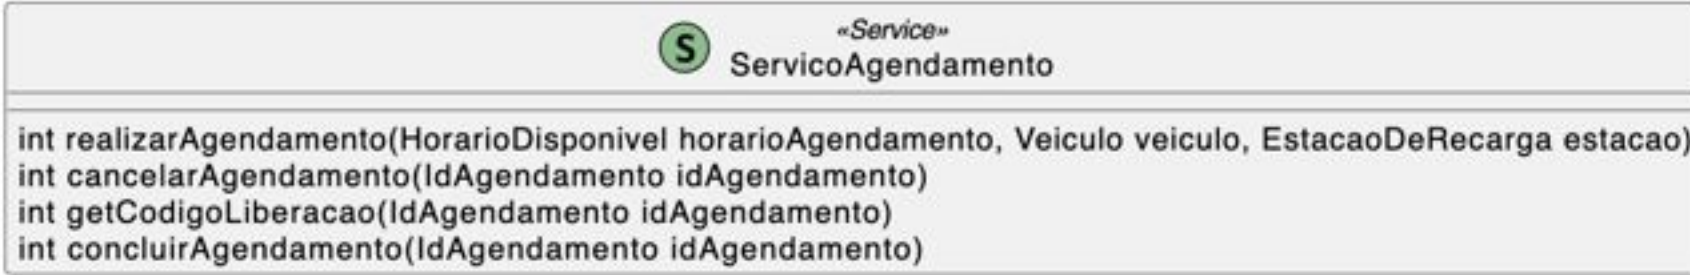 «Service»
S ServicoAgendamento
int realizarAgendamento(HorarioDisponivel horarioAgendamento, Veiculo veiculo, EstacaoDeRecarga estacao)
int cancelarAgendamento(IdAgendamento idAgendamento)
int getCodigoLiberacao(IdAgendamento idAgendamento)
int concluirAgendamento(IdAgendamento idAgendamento)